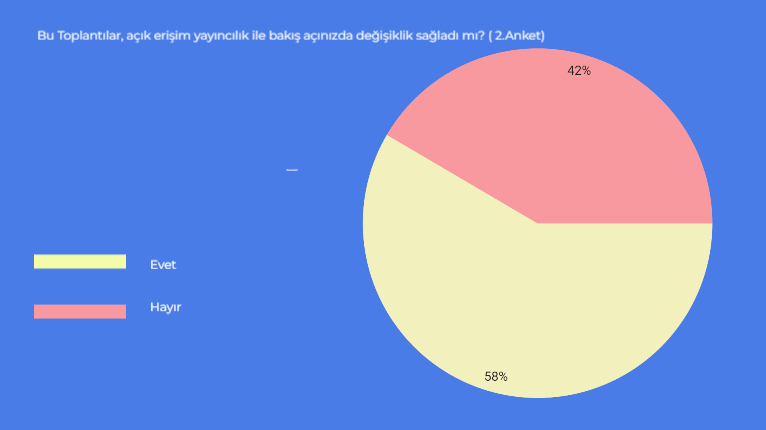 Bu Toplantılar, açık erişim yayıncılık ile bakış açınızda değişiklik sağladı mı? ( 2.Anket)
42%
—
Evet
Hayır
58%